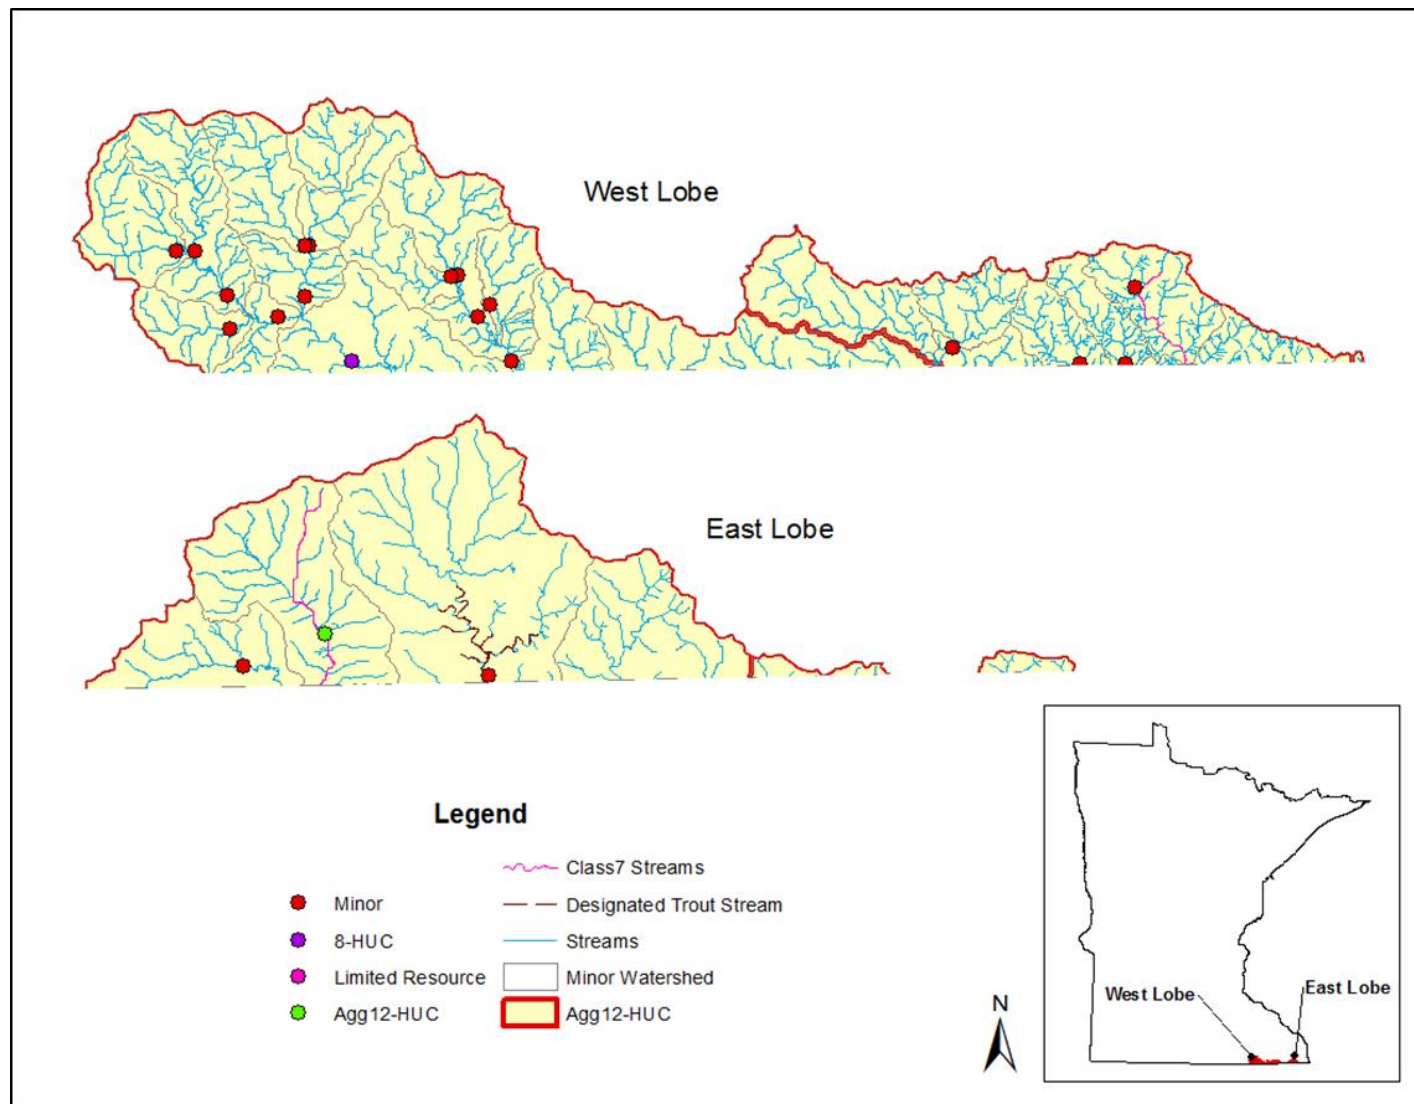 West Lobe
East Lobe
Legend
Minor
8-HUC
Limited Resource
Agg12-HUC
Class7 Streams
Designated Trout Stream
Streams
Minor Watershed
Agg12-HUC
N
West Lobe
East Lobe